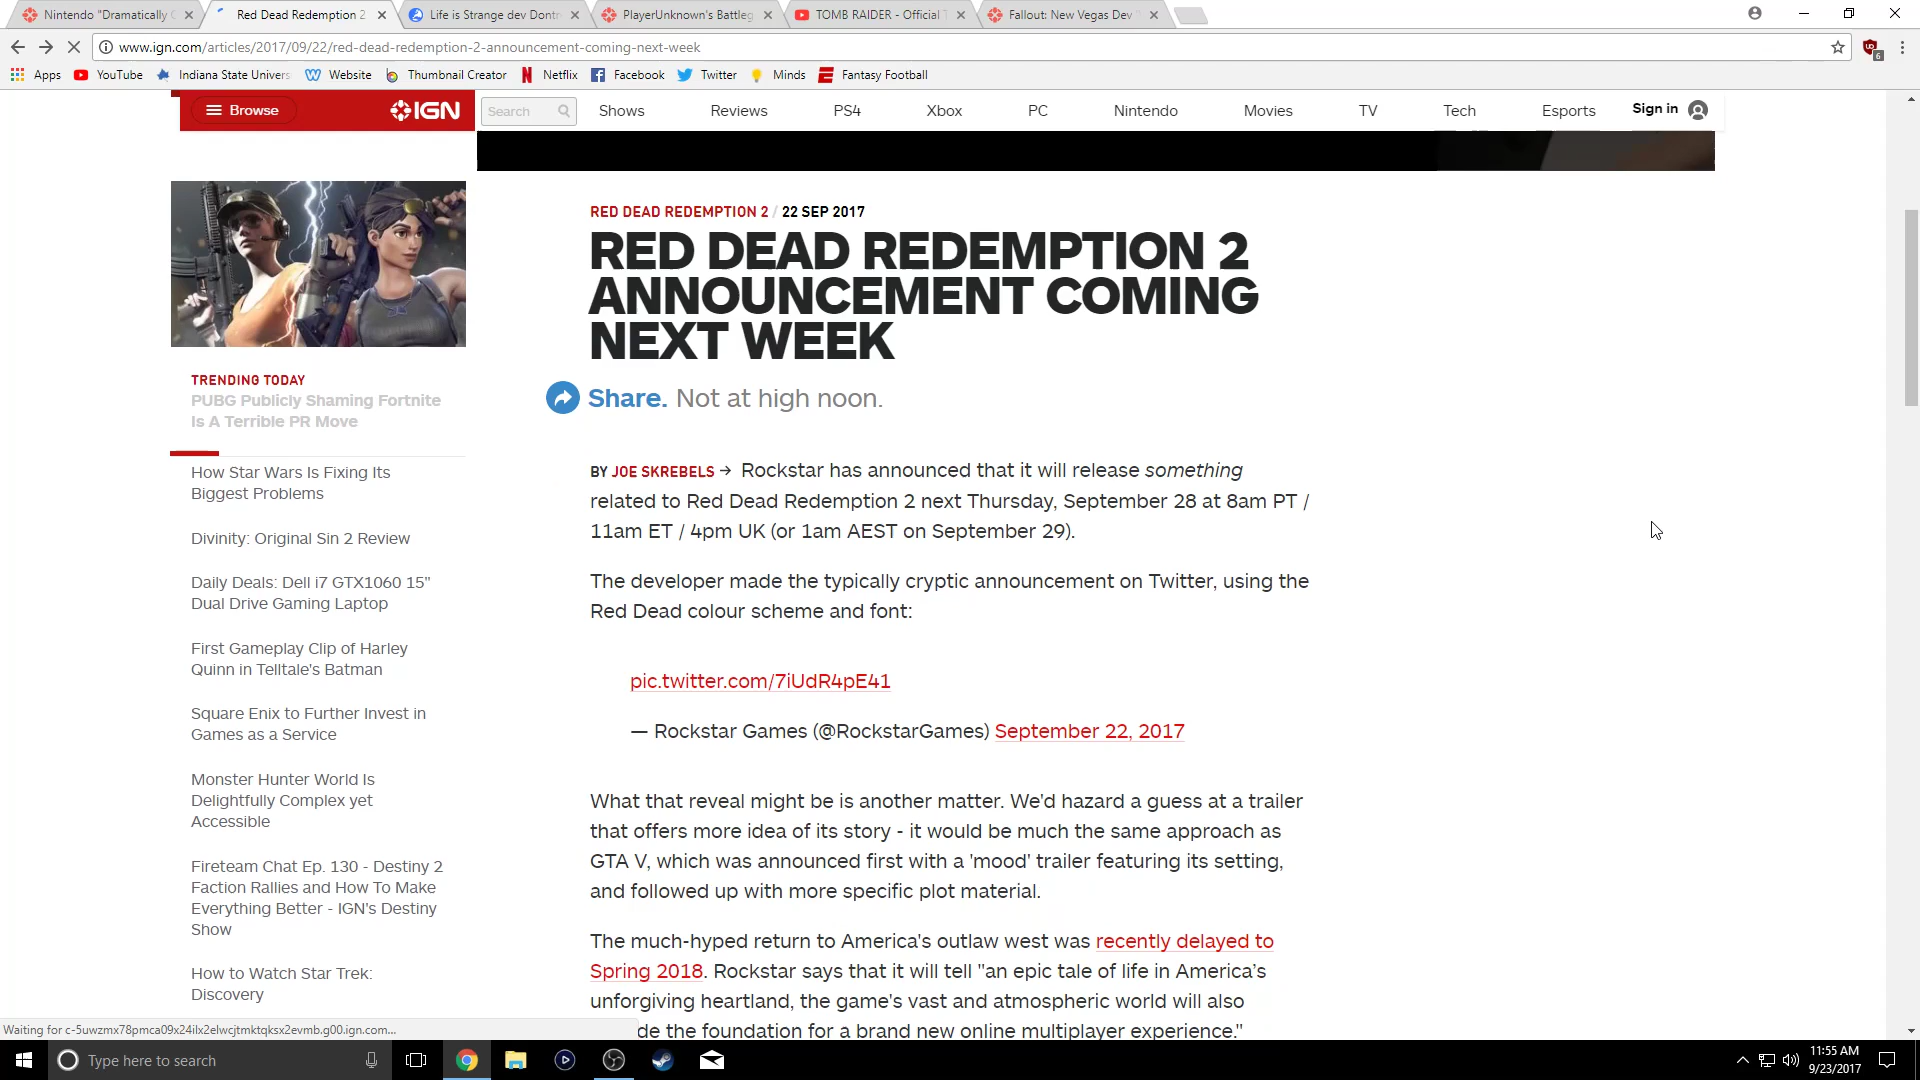 Nintendo "Dramatically
Red Dead Redemption 2
Life is Strange dev Dont
PlayerUnknown's Battleg
TOMB RAIDER - Official
Fallout: New Vegas Dev
www.ign.com/articles/2017/09/22/red-dead-redemption-2-announcement-coming-next-week
6
Apps
YouTube
Indiana State Univers
Website
Thumbnail Creator
Netflix
Facebook
Twitter
Minds
Fantasy Football
Browse
IGN
Search
Shows
Reviews
PS4
Xbox
PC
Nintendo
Movies
TV
Tech
Esports
Sign in
TRENDING TODAY
PUBG Publicly Shaming Fortnite
Is A Terrible PR Move
How Star Wars Is Fixing Its
Biggest Problems
Divinity: Original Sin 2 Review
Daily Deals: Dell i7 GTX1060 15”
Dual Drive Gaming Laptop
First Gameplay Clip of Harley
Quinn in Telltale's Batman
Square Enix to Further Invest in
Games as a Service
Monster Hunter World Is
Delightfully Complex yet
Accessible
Fireteam Chat Ep. 130 - Destiny 2
Faction Rallies and How To Make
Everything Better - IGN's Destiny
Show
How to Watch Star Trek:
Discovery
RED DEAD REDEMPTION 2 / 22 SEP 2017
RED DEAD REDEMPTION 2
ANNOUNCEMENT COMING
NEXT WEEK
Share. Not at high noon.
BY JOE SKREBELS → Rockstar has announced that it will release something
related to Red Dead Redemption 2 next Thursday, September 28 at 8am PT /
11am ET / 4pm UK (or 1am AEST on September 29).
The developer made the typically cryptic announcement on Twitter, using the
Red Dead colour scheme and font:
pic.twitter.com/7iUdR4pE41
— Rockstar Games (@RockstarGames) September 22, 2017
What that reveal might be is another matter. We'd hazard a guess at a trailer
that offers more idea of its story - it would be much the same approach as
GTA V, which was announced first with a 'mood' trailer featuring its setting,
and followed up with more specific plot material.
The much-hyped return to America's outlaw west was recently delayed to
Spring 2018. Rockstar says that it will tell "an epic tale of life in America’s
unforgiving heartland, the game's vast and atmospheric world will also
de the foundation for a brand new online multiplayer experience."
Waiting for c-5uwzmx78pmca09x24ilx2elwcjtmktqksx2evmb.g00.ign.com...
Type here to search
11:55 AM
9/23/2017